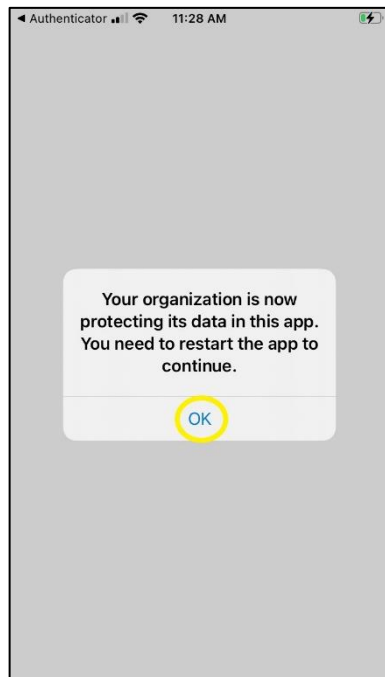 ◀ Authenticator 11:28 AM
Your organization is now
protecting its data in this app.
You need to restart the app to
continue.
OK